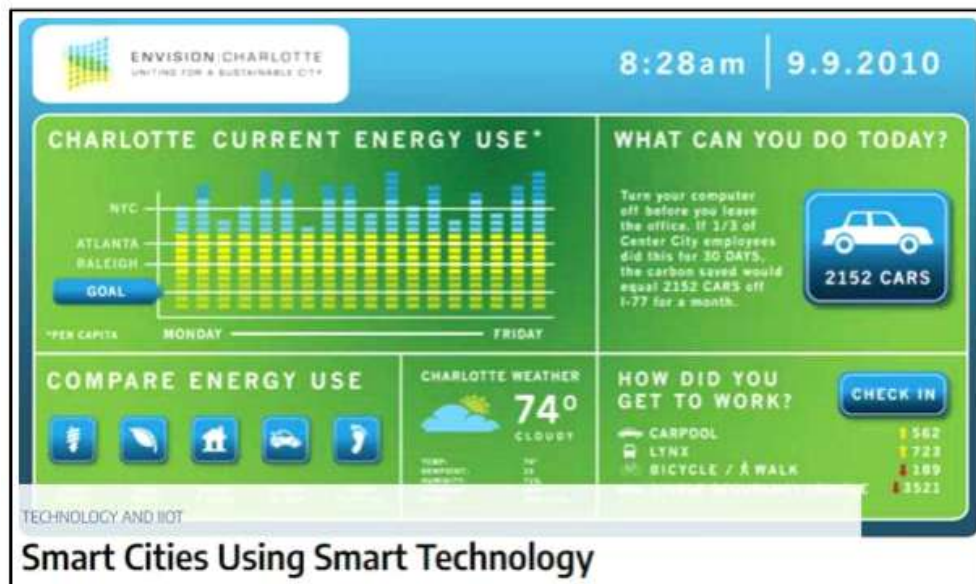 ENVISION:CHARLOTTE
UNITING FOR A SUSTAINABLE CITY
8:28am | 9.9.2010
CHARLOTTE CURRENT ENERGY USE*
NYC
ATLANTA
RALEIGH
GOAL
*PER CAPITA
MONDAY
FRIDAY
WHAT CAN YOU DO TODAY?
Turn your computer
off before you leave
the office. If 1/3 of
Center City employees
did this for 30 DAYS,
the carbon saved would
equal 2152 CARS off
I-77 for a month.
2152 CARS
COMPARE ENERGY USE
CHARLOTTE WEATHER
74°
CLOUDY
TEMP:
DEWPOINT:
HUMIDITY:
HOW DID YOU
GET TO WORK?
CHECK IN
CARPOOL 562
LYNX 723
BICYCLE / WALK 189
3521
TECHNOLOGY AND IIOT
Smart Cities Using Smart Technology